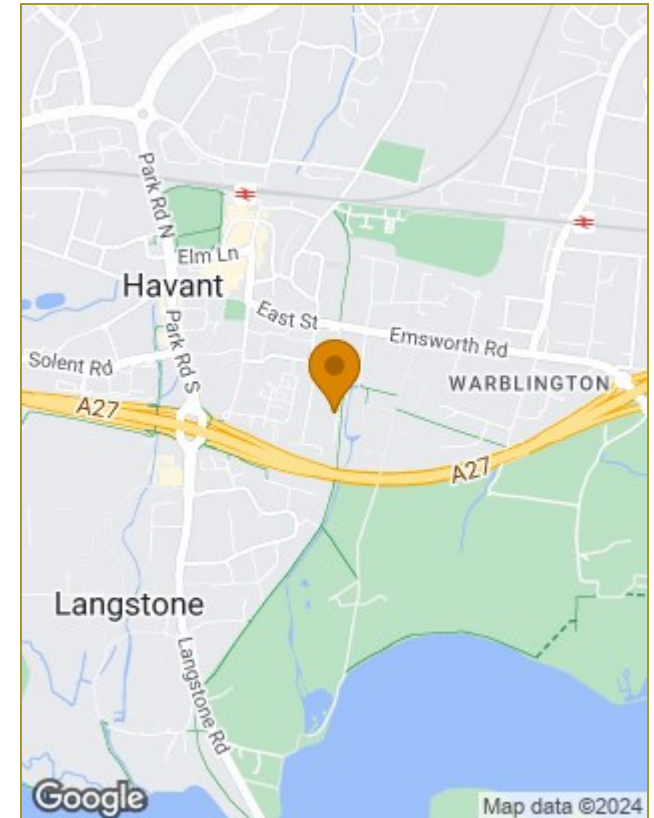 Park Rd N
Elm Ln
Havant
East St
Emsworth Rd
Park Rd S
Solent Rd
WARBLINGTON
A27
A27
Langstone
Langstone Rd
Google
Map data ©2024